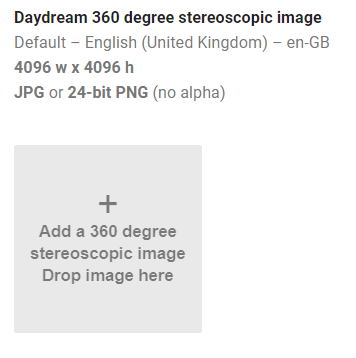 Daydream 360 degree stereoscopic image
Default – English (United Kingdom) – en-GB
4096 w x 4096 h
JPG or 24-bit PNG (no alpha)
+
Add a 360 degree
stereoscopic image
Drop image here